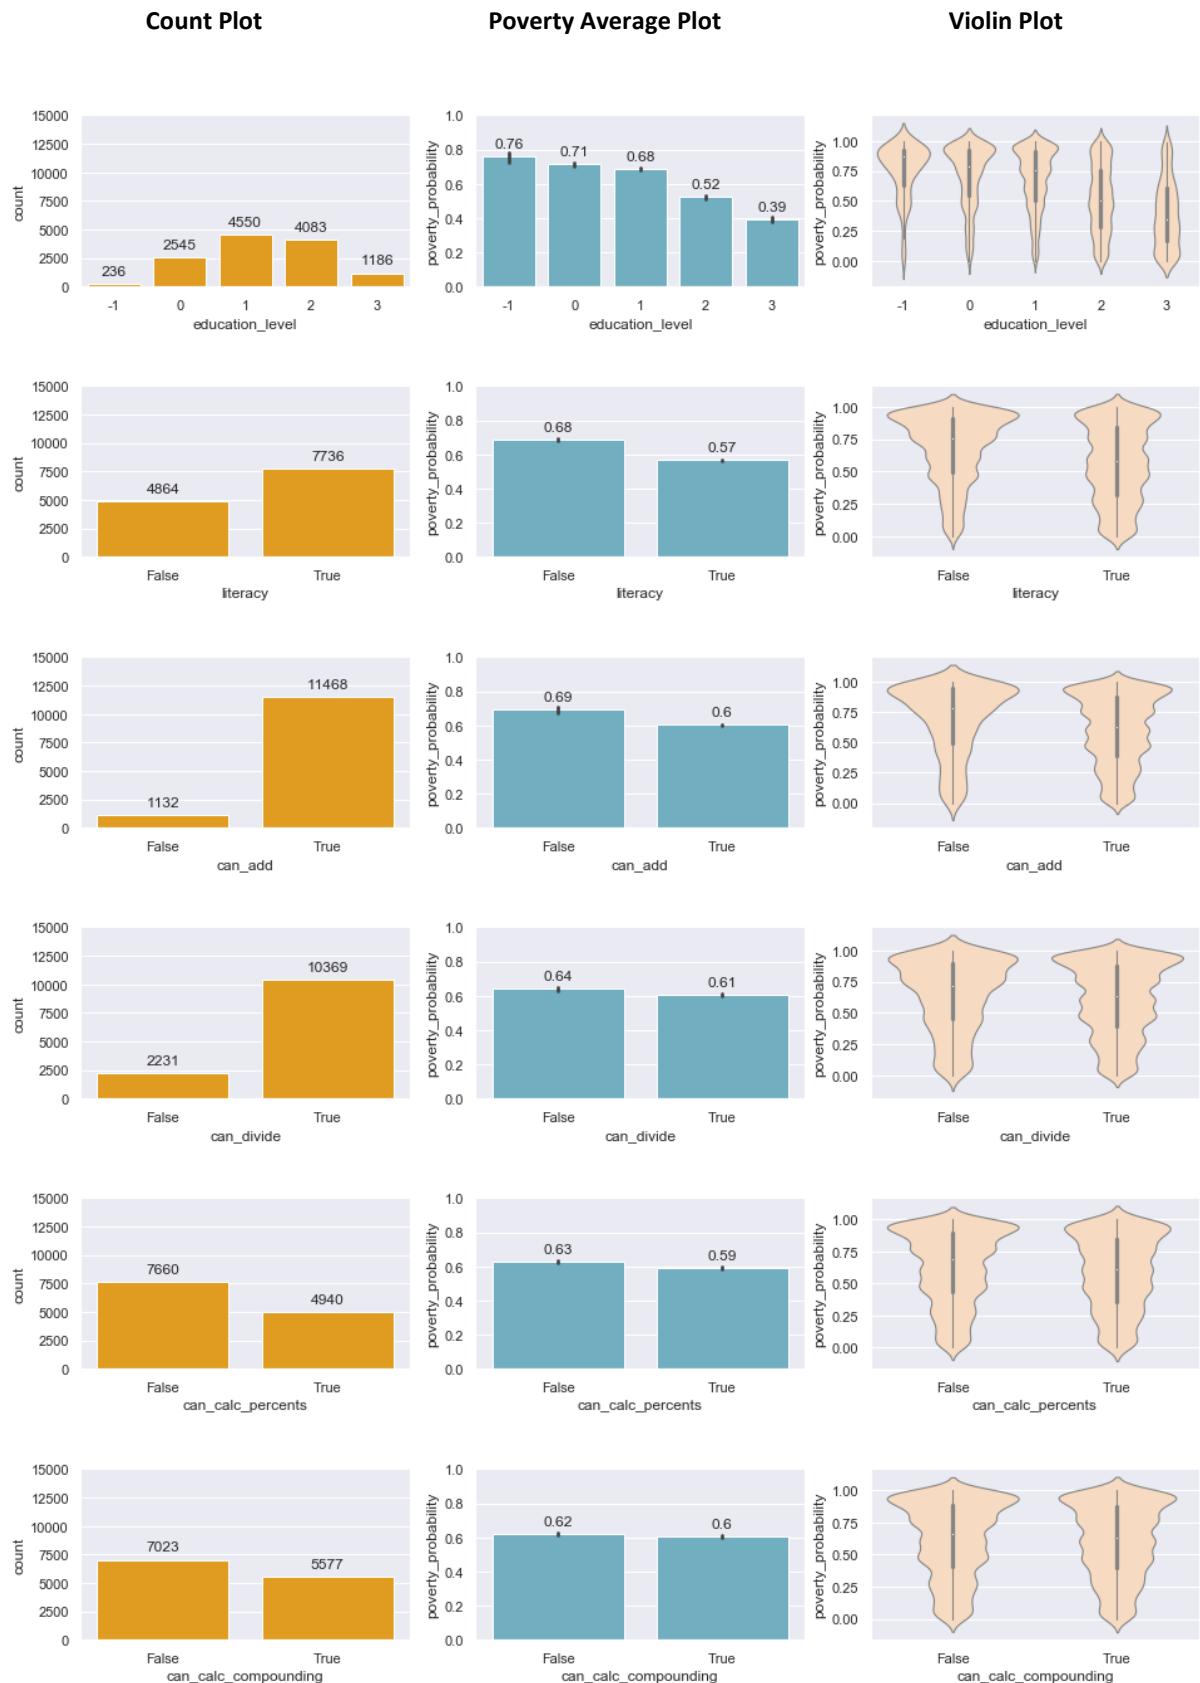 Count Plot Poverty Average Plot Violin Plot
15000
12500
10000
7500
5000
2500
0
count
236
2545
4550
4083
1186
-1 0 1 2 3
education_level
1.0
0.8
0.6
0.4
0.2
0.0
poverty_probability
0.76
0.71
0.68
0.52
0.39
-1 0 1 2 3
education_level
1.00
0.75
0.50
0.25
0.00
poverty_probability
-1 0 1 2 3
education_level
15000
12500
10000
7500
5000
2500
0
count
4864
7736
False True
literacy
1.0
0.8
0.6
0.4
0.2
0.0
poverty_probability
0.68
0.57
False True
literacy
1.00
0.75
0.50
0.25
0.00
poverty_probability
False True
literacy
15000
12500
10000
7500
5000
2500
0
count
1132
11468
False True
can_add
1.0
0.8
0.6
0.4
0.2
0.0
poverty_probability
0.69
0.6
False True
can_add
1.00
0.75
0.50
0.25
0.00
poverty_probability
False True
can_add
15000
12500
10000
7500
5000
2500
0
count
2231
10369
False True
can_divide
1.0
0.8
0.6
0.4
0.2
0.0
poverty_probability
0.64
0.61
False True
can_divide
1.00
0.75
0.50
0.25
0.00
poverty_probability
False True
can_divide
15000
12500
10000
7500
5000
2500
0
count
7660
4940
False True
can_calc_percents
1.0
0.8
0.6
0.4
0.2
0.0
poverty_probability
0.63
0.59
False True
can_calc_percents
1.00
0.75
0.50
0.25
0.00
poverty_probability
False True
can_calc_percents
15000
12500
10000
7500
5000
2500
0
count
7023
5577
False True
can_calc_compounding
1.0
0.8
0.6
0.4
0.2
0.0
poverty_probability
0.62
0.6
False True
can_calc_compounding
1.00
0.75
0.50
0.25
0.00
poverty_probability
False True
can_calc_compounding